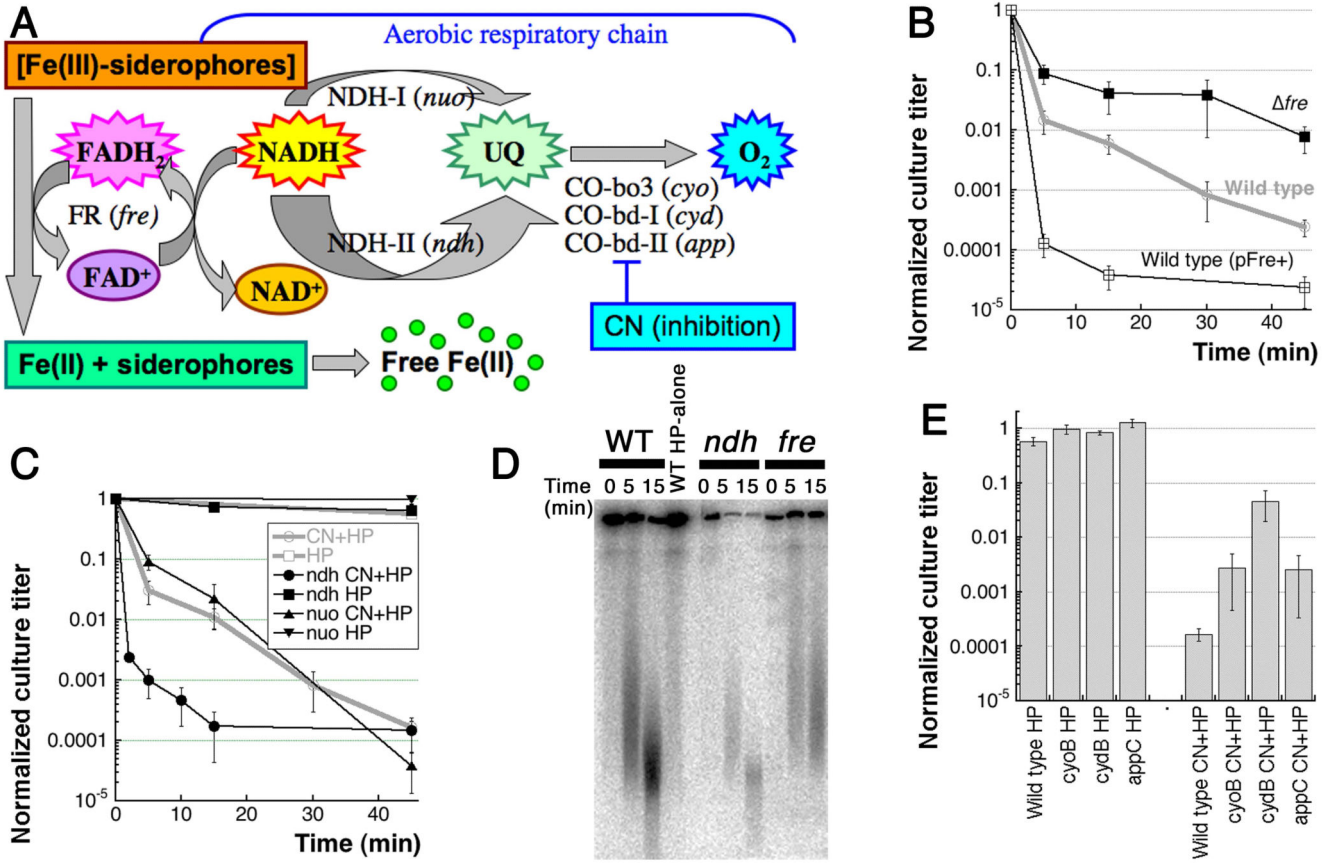 A
Aerobic respiratory chain
[Fe(III)-siderophores]
NDH-I (nuo)
FADH2
NADH
UQ
O2
FR (fre)
CO-bo3 (cyo)
CO-bd-I (cyd)
NDH-II (ndh)
CO-bd-II (app)
FAD+
NAD+
CN (inhibition)
Fe(II) + siderophores
Free Fe(II)
B
Normalized culture titer
1
0.1
0.01
0.001
0.0001
10-5
Δfre
Wild type
Wild type (pFre+)
0 10 20 30 40
Time (min)
C
Normalized culture titer
1
0.1
0.01
0.001
0.0001
10-5
CN+HP
HP
ndh CN+HP
ndh HP
nuo CN+HP
nuo HP
0 10 20 30 40
Time (min)
D
WT
WT HP-alone
ndh
fre
Time
(min)
0 5 15 0 5 15 0 5 15
E
Normalized culture titer
1
0.1
0.01
0.001
0.0001
10-5
Wild type HP
cyoB HP
cydB HP
appC HP
Wild type CN+HP
cyoB CN+HP
cydB CN+HP
appC CN+HP